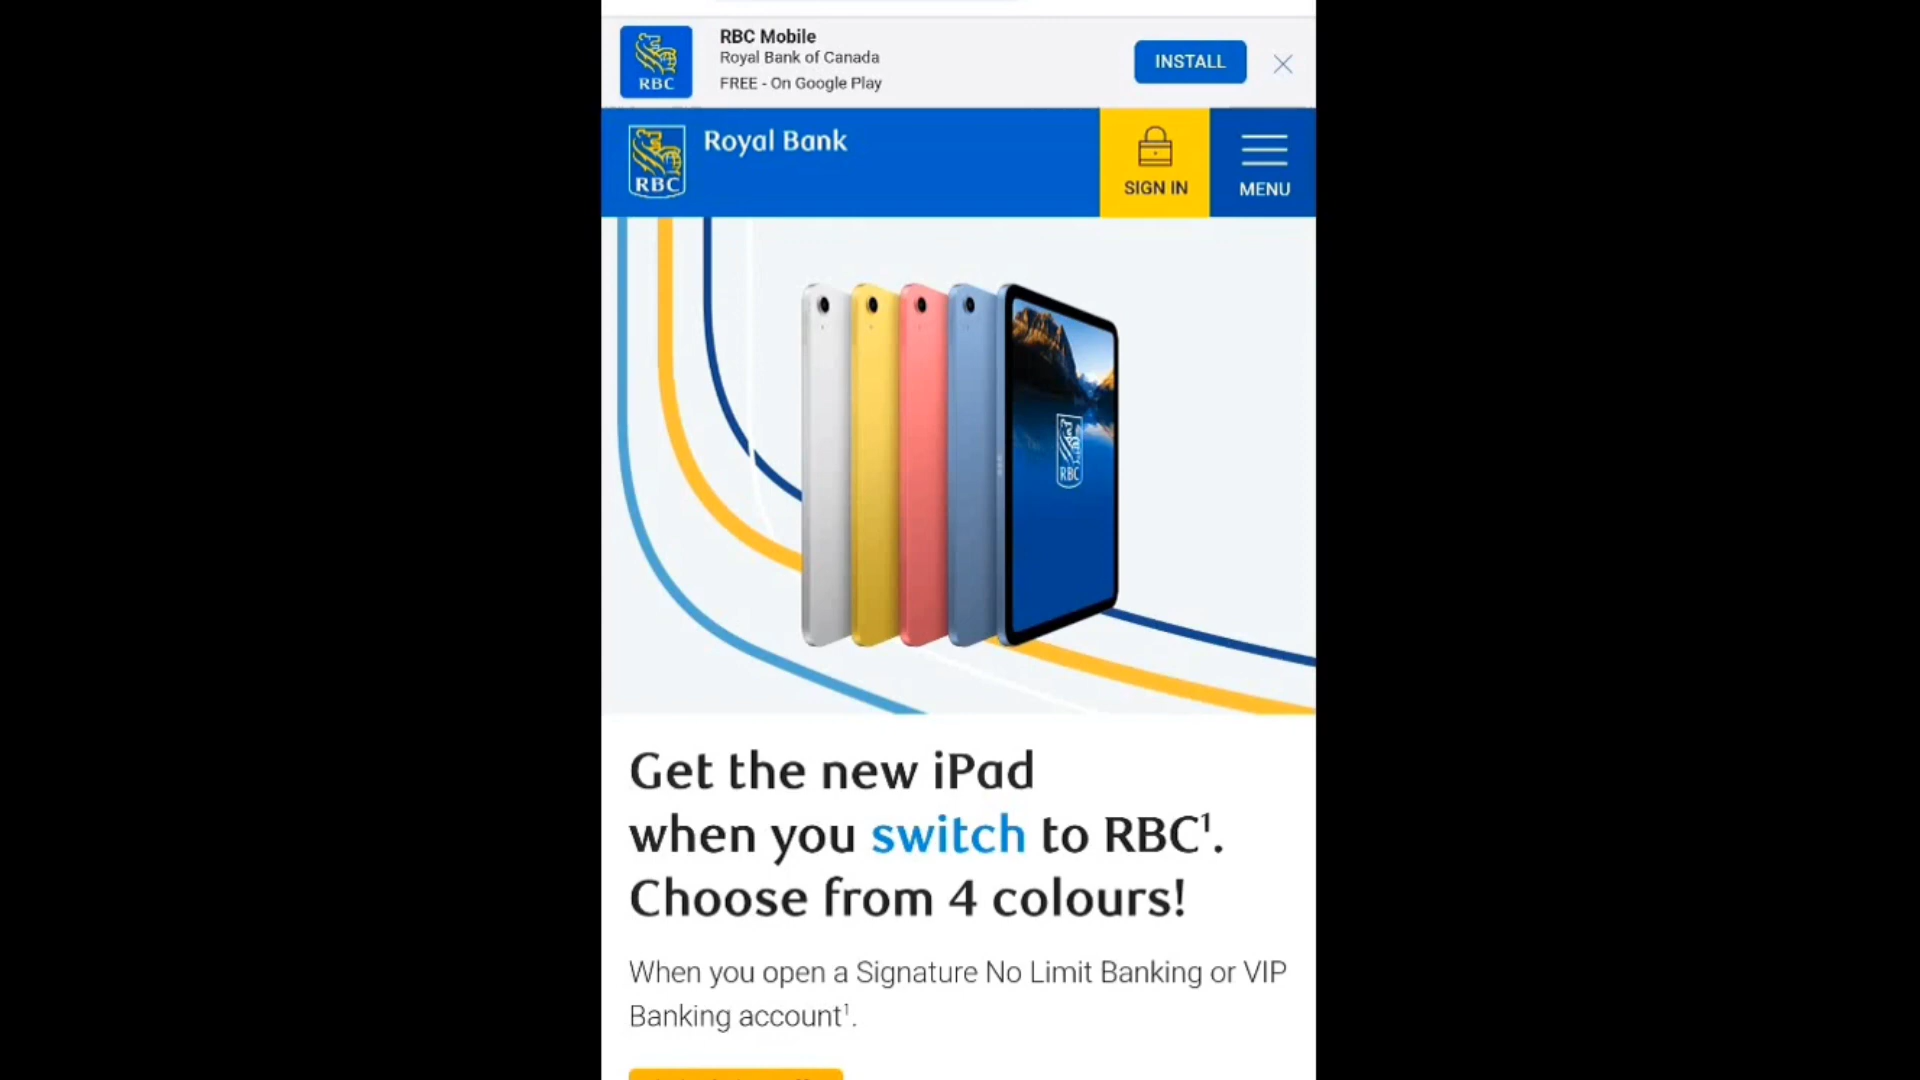 RBC Mobile
Royal Bank of Canada
FREE - On Google Play
INSTALL
RBC
Royal Bank
RBC
SIGN IN
MENU
RBC
Get the new iPad
when you switch to RBC¹.
Choose from 4 colours!
When you open a Signature No Limit Banking or VIP
Banking account¹.